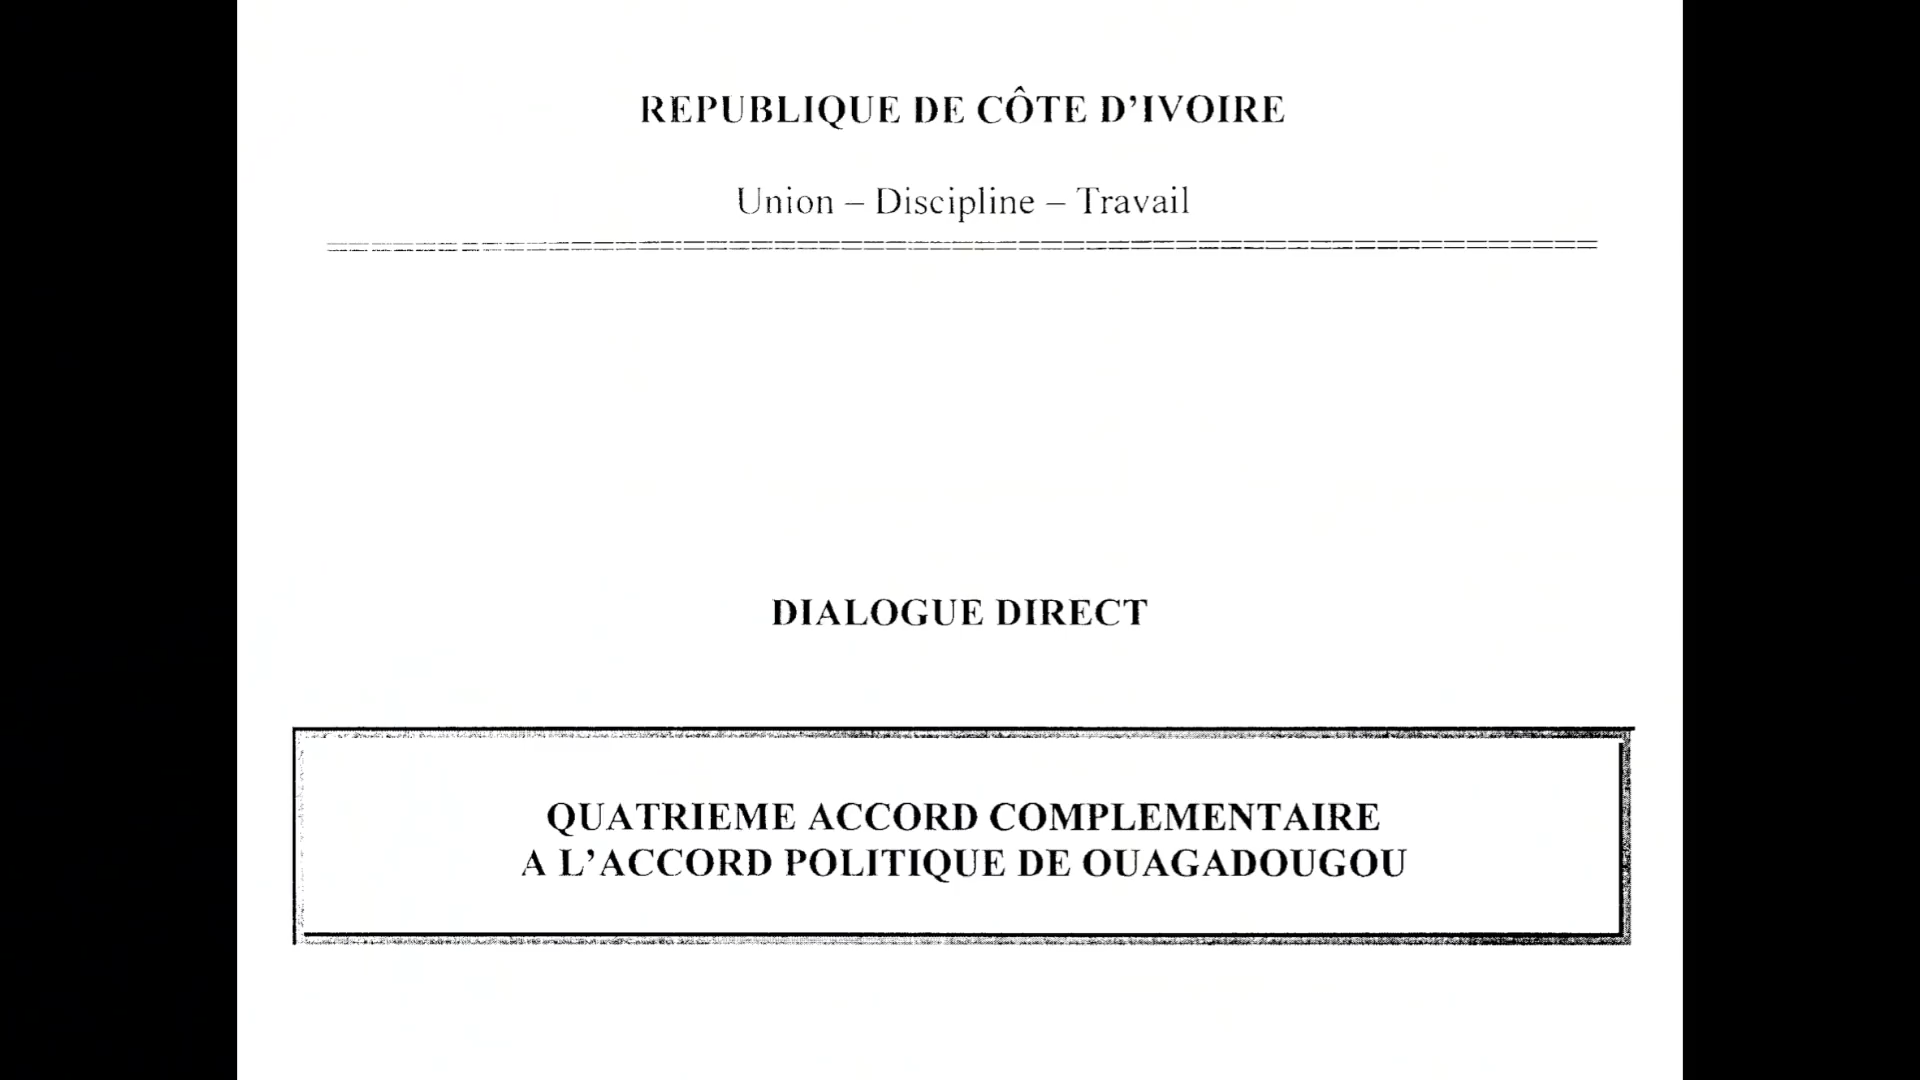 REPUBLIQUE DE CÔTE D'IVOIRE
Union – Discipline – Travail
DIALOGUE DIRECT
QUATRIEME ACCORD COMPLEMENTAIRE
A L'ACCORD POLITIQUE DE OUAGADOUGOU